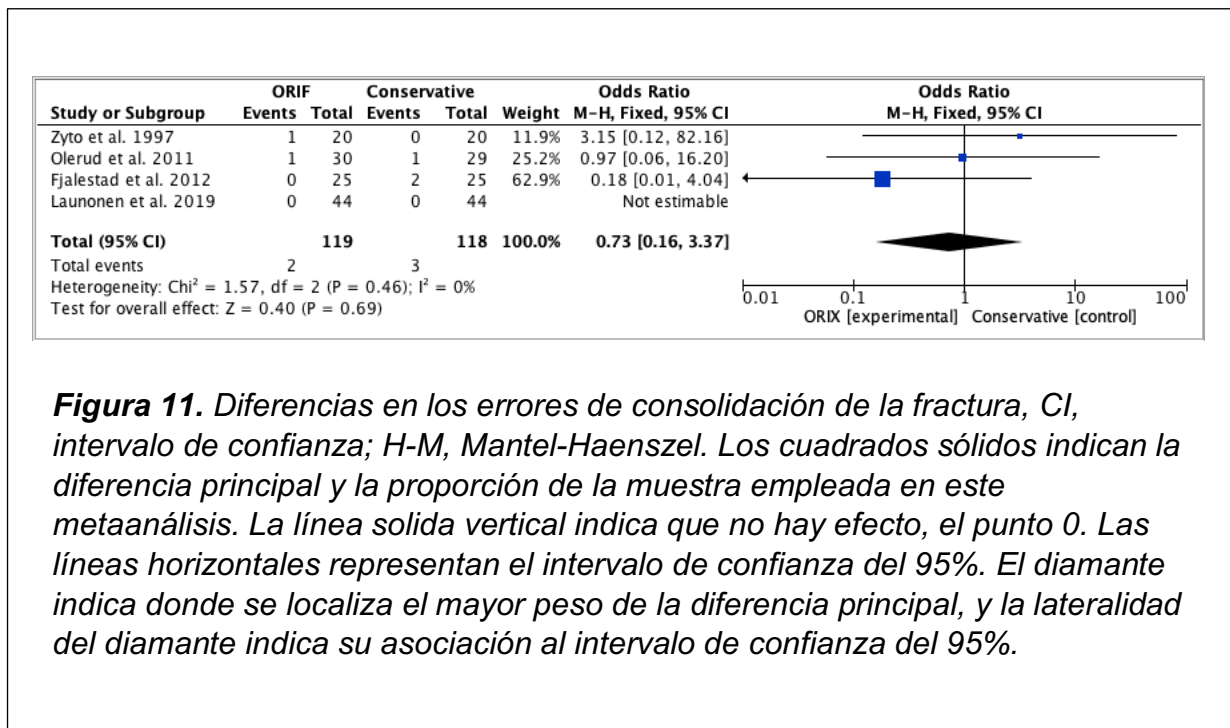 ORIF Conservative Odds Ratio Odds Ratio
Study or Subgroup Events Total Events Total Weight M-H, Fixed, 95% CI M-H, Fixed, 95% CI
Zyto et al. 1997 1 20 0 20 11.9% 3.15 [0.12, 82.16]
Olerud et al. 2011 1 30 1 29 25.2% 0.97 [0.06, 16.20]
Fjalestad et al. 2012 0 25 2 25 62.9% 0.18 [0.01, 4.04]
Launonen et al. 2019 0 44 0 44 Not estimable
Total (95% CI) 119 118 100.0% 0.73 [0.16, 3.37]
Total events 2 3
Heterogeneity: Chi² = 1.57, df = 2 (P = 0.46); I² = 0%
Test for overall effect: Z = 0.40 (P = 0.69)
0.01 0.1 1 10 100
ORIX [experimental] Conservative [control]
Figura 11. Diferencias en los errores de consolidación de la fractura, CI,
intervalo de confianza; H-M, Mantel-Haenszel. Los cuadrados sólidos indican la
diferencia principal y la proporción de la muestra empleada en este
metaanálisis. La línea solida vertical indica que no hay efecto, el punto 0. Las
líneas horizontales representan el intervalo de confianza del 95%. El diamante
indica donde se localiza el mayor peso de la diferencia principal, y la lateralidad
del diamante indica su asociación al intervalo de confianza del 95%.